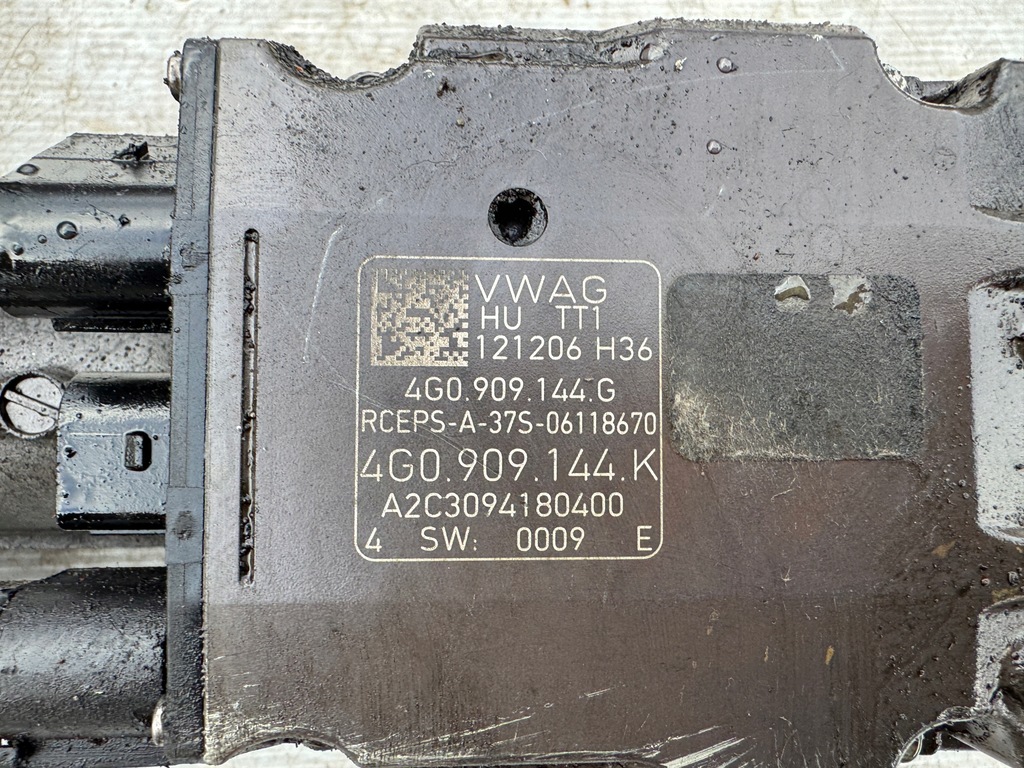 VWAG
HU TT1
121206 H36
4G0.909.144.G
RCEPS-A-37S-06118670
4G0.909.144.K
A2C3094180400
4 SW: 0009 E